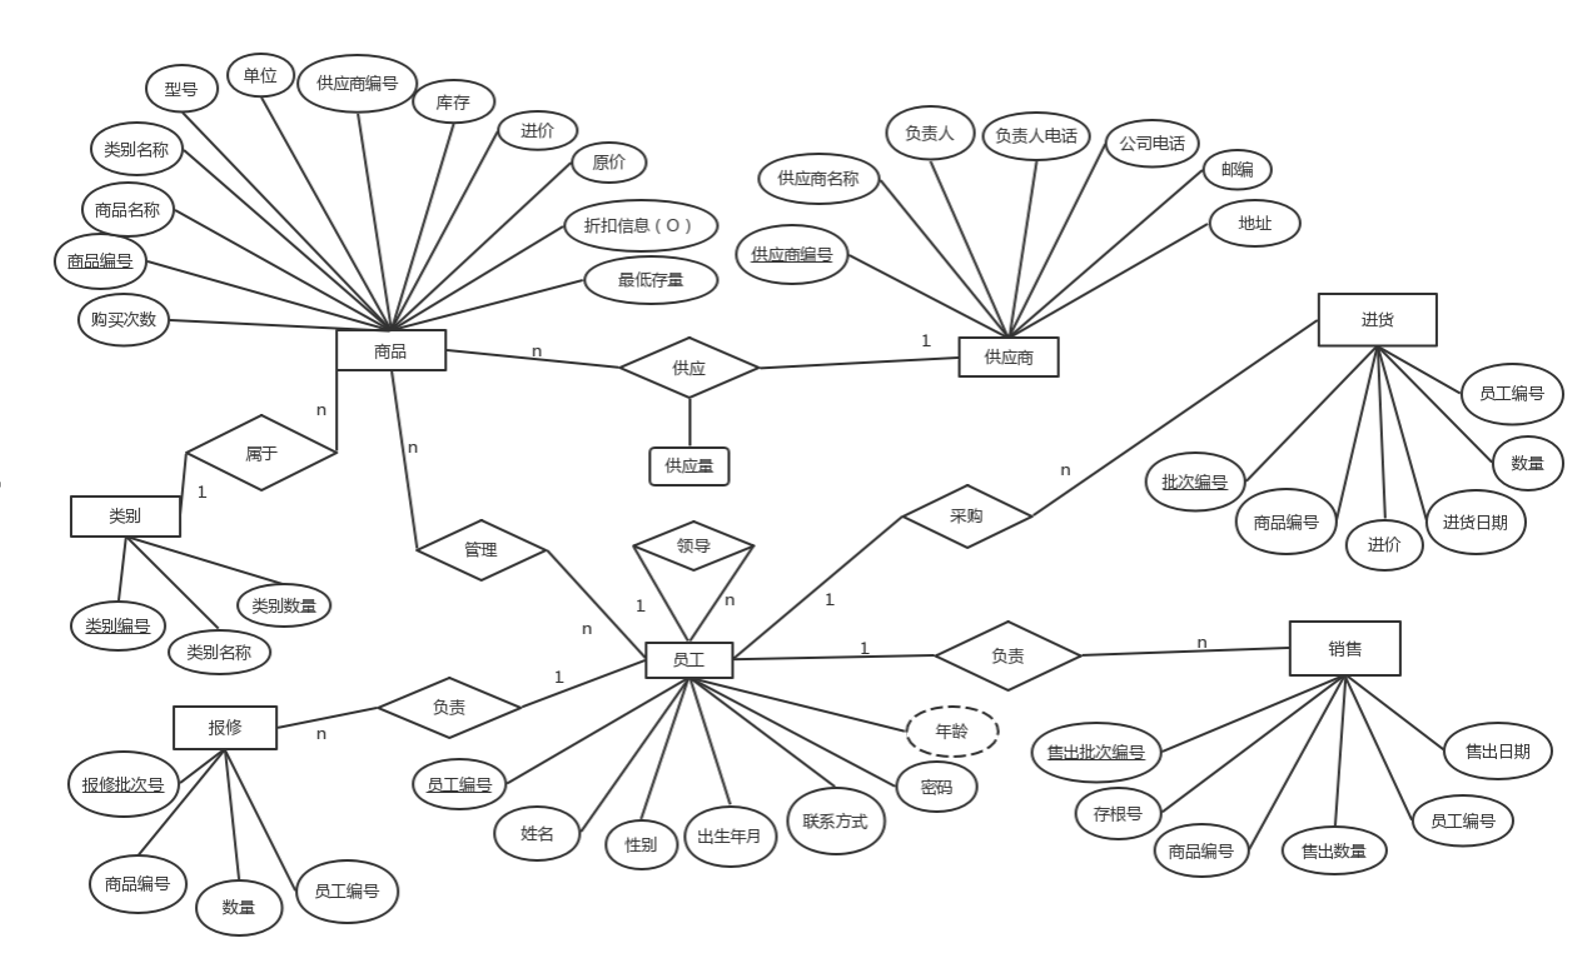 单位
供应商编号
型号
库存
进价
类别名称
原价
商品名称
折扣信息（O）
商品编号
最低存量
购买次数
商品
负责人
负责人电话
公司电话
供应商名称
邮编
地址
供应商编号
n
供应
1
供应商
供应量
进货
员工编号
数量
批次编号
商品编号
进货日期
进价
n
属于
1
类别
类别数量
类别编号
类别名称
n
管理
n
领导
1
n
采购
n
1
员工
1
负责
n
销售
1
负责
n
报修
报修批次号
商品编号
数量
员工编号
年龄
员工编号
密码
姓名
性别
出生年月
联系方式
售出批次编号
售出日期
存根号
员工编号
商品编号
售出数量